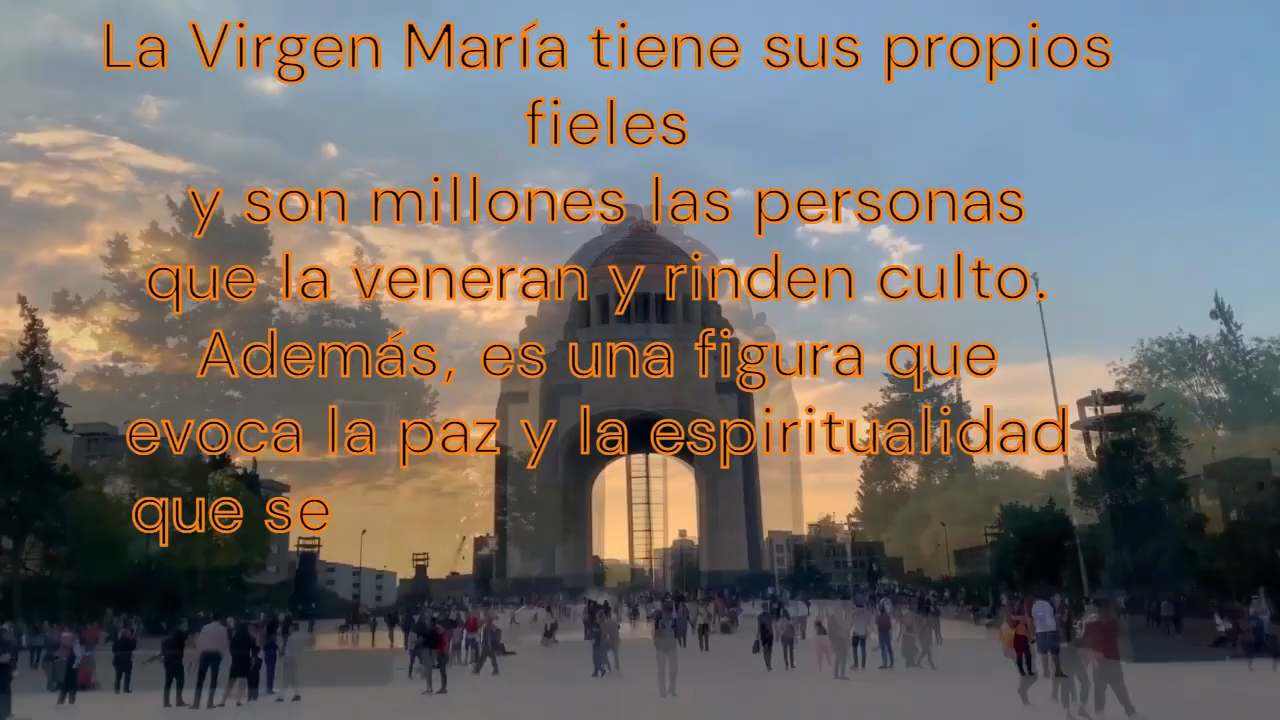 La Virgen María tiene sus propios
fieles
y son millones las personas
que la veneran y rinden culto.
Además, es una figura que
evoca la paz y la espiritualidad
que se